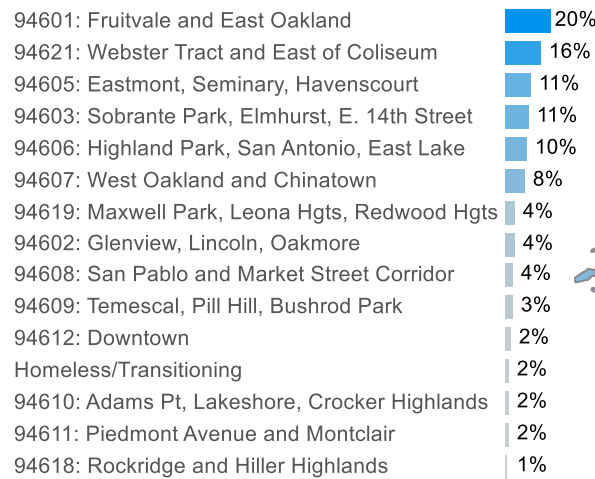 94601: Fruitvale and East Oakland 20%
94621: Webster Tract and East of Coliseum 16%
94605: Eastmont, Seminary, Havenscourt 11%
94603: Sobrante Park, Elmhurst, E. 14th Street 11%
94606: Highland Park, San Antonio, East Lake 10%
94607: West Oakland and Chinatown 8%
94619: Maxwell Park, Leona Hgts, Redwood Hgts 4%
94602: Glenview, Lincoln, Oakmore 4%
94608: San Pablo and Market Street Corridor 4%
94609: Temescal, Pill Hill, Bushrod Park 3%
94612: Downtown 2%
Homeless/Transitioning 2%
94610: Adams Pt, Lakeshore, Crocker Highlands 2%
94611: Piedmont Avenue and Montclair 2%
94618: Rockridge and Hiller Highlands 1%